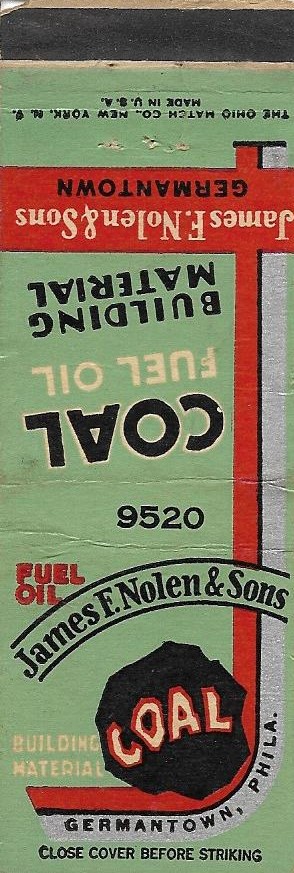 THE OHIO MATCH CO., NEW YORK, N. Y.
MADE IN U.S.A.
James F. Nolen & Sons
GERMANTOWN
BUILDING
MATERIAL
FUEL OIL
COAL
9520
FUEL
OIL
James F. Nolen & Sons
COAL
BUILDING
MATERIAL
GERMANTOWN, PHILA.
CLOSE COVER BEFORE STRIKING